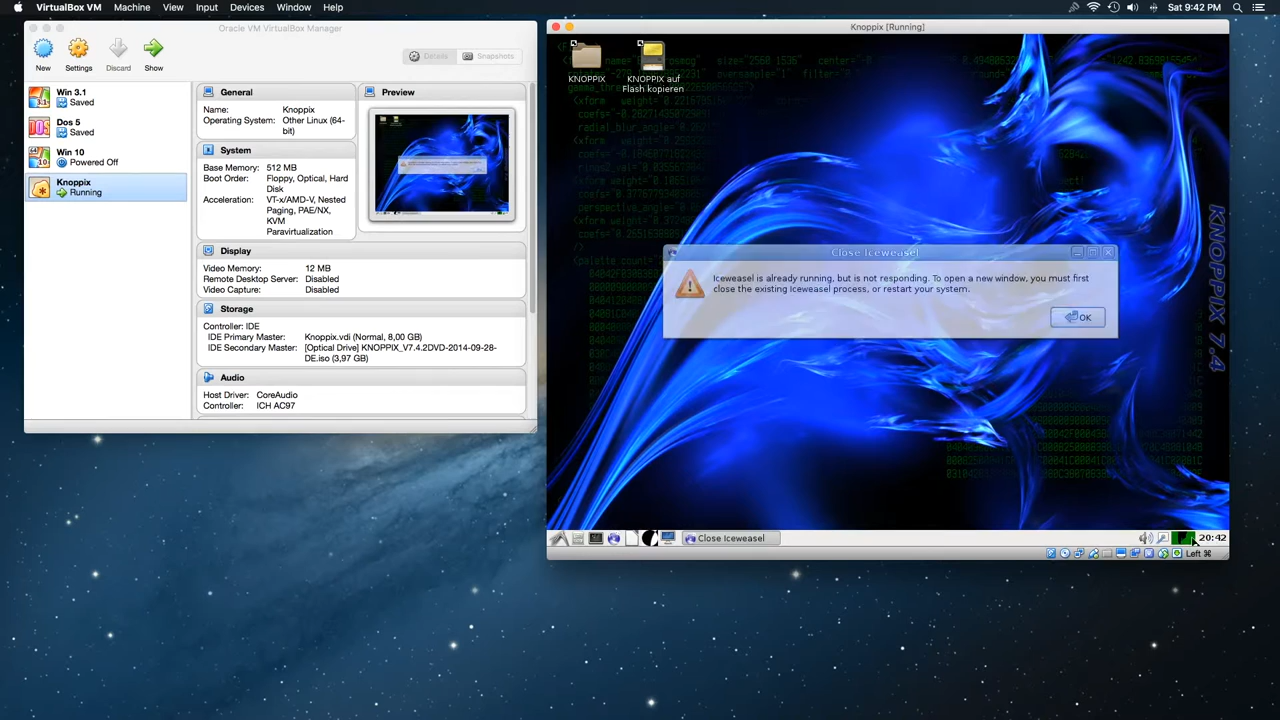 VirtualBox VM Machine View Input Devices Window Help
Sat 9:42 PM
Oracle VM VirtualBox Manager
New
Settings
Discard
Show
Details
Snapshots
Win 3.1
Saved
Dos 5
Saved
Win 10
Powered Off
Knoppix
Running
General
Name: Knoppix
Operating System: Other Linux (64-
bit)
System
Base Memory: 512 MB
Boot Order: Floppy, Optical, Hard
Disk
Acceleration: VT-x/AMD-V, Nested
Paging, PAE/NX,
KVM
Paravirtualization
Preview
Display
Video Memory: 12 MB
Remote Desktop Server: Disabled
Video Capture: Disabled
Storage
Controller: IDE
IDE Primary Master: Knoppix.vdi (Normal, 8,00 GB)
IDE Secondary Master: [Optical Drive] KNOPPIX_V7.4.2DVD-2014-09-28-
DE.iso (3,97 GB)
Audio
Host Driver: CoreAudio
Controller: ICH AC97
Knoppix [Running]
KNOPPIX
KNOPPIX auf
Flash kopieren
Close Iceweasel
Iceweasel is already running, but is not responding. To open a new window, you must first
close the existing Iceweasel process, or restart your system.
OK
KNOPPIX 7.4
Close Iceweasel
20:42
Left ⌘